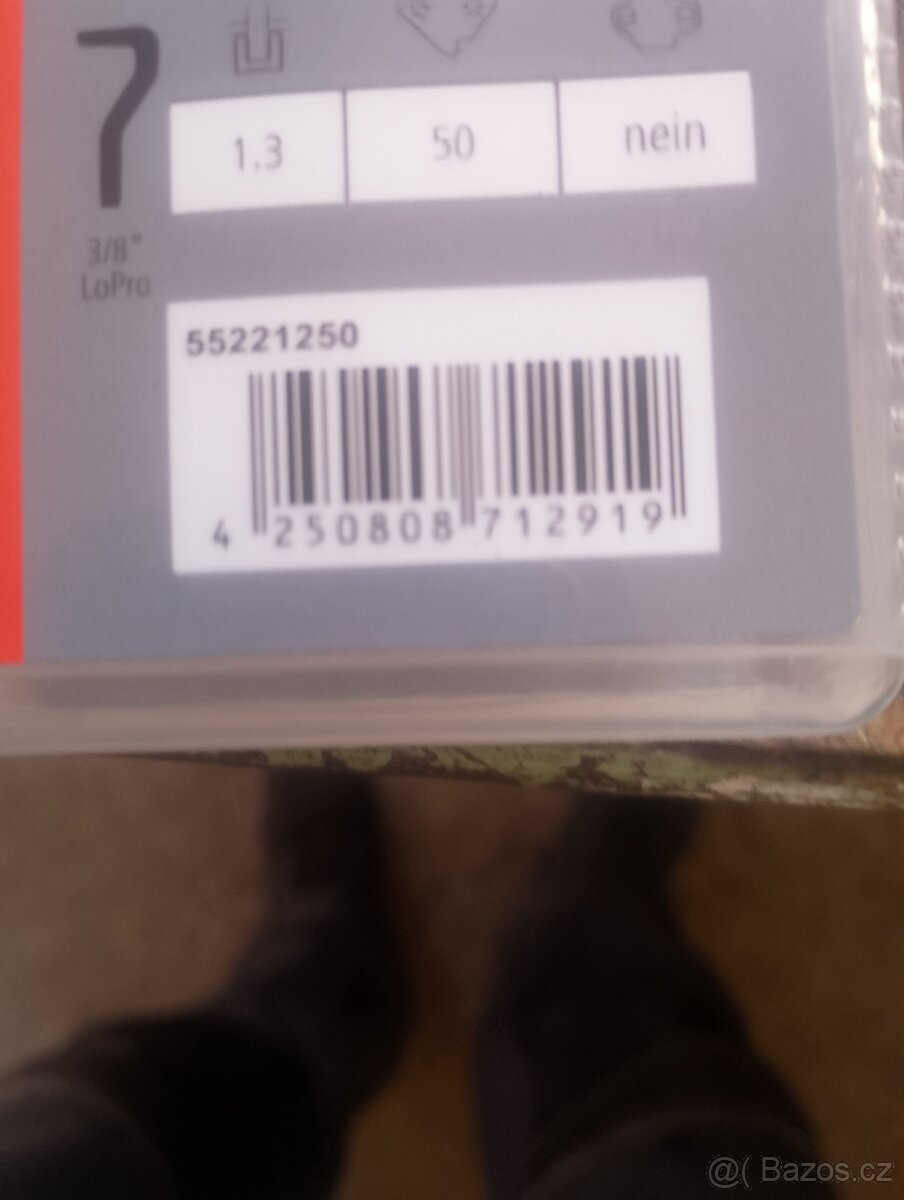 7
1.3 50 nein
3/8"
LoPro
55221250
4 250808 712919
@( Bazos.cz